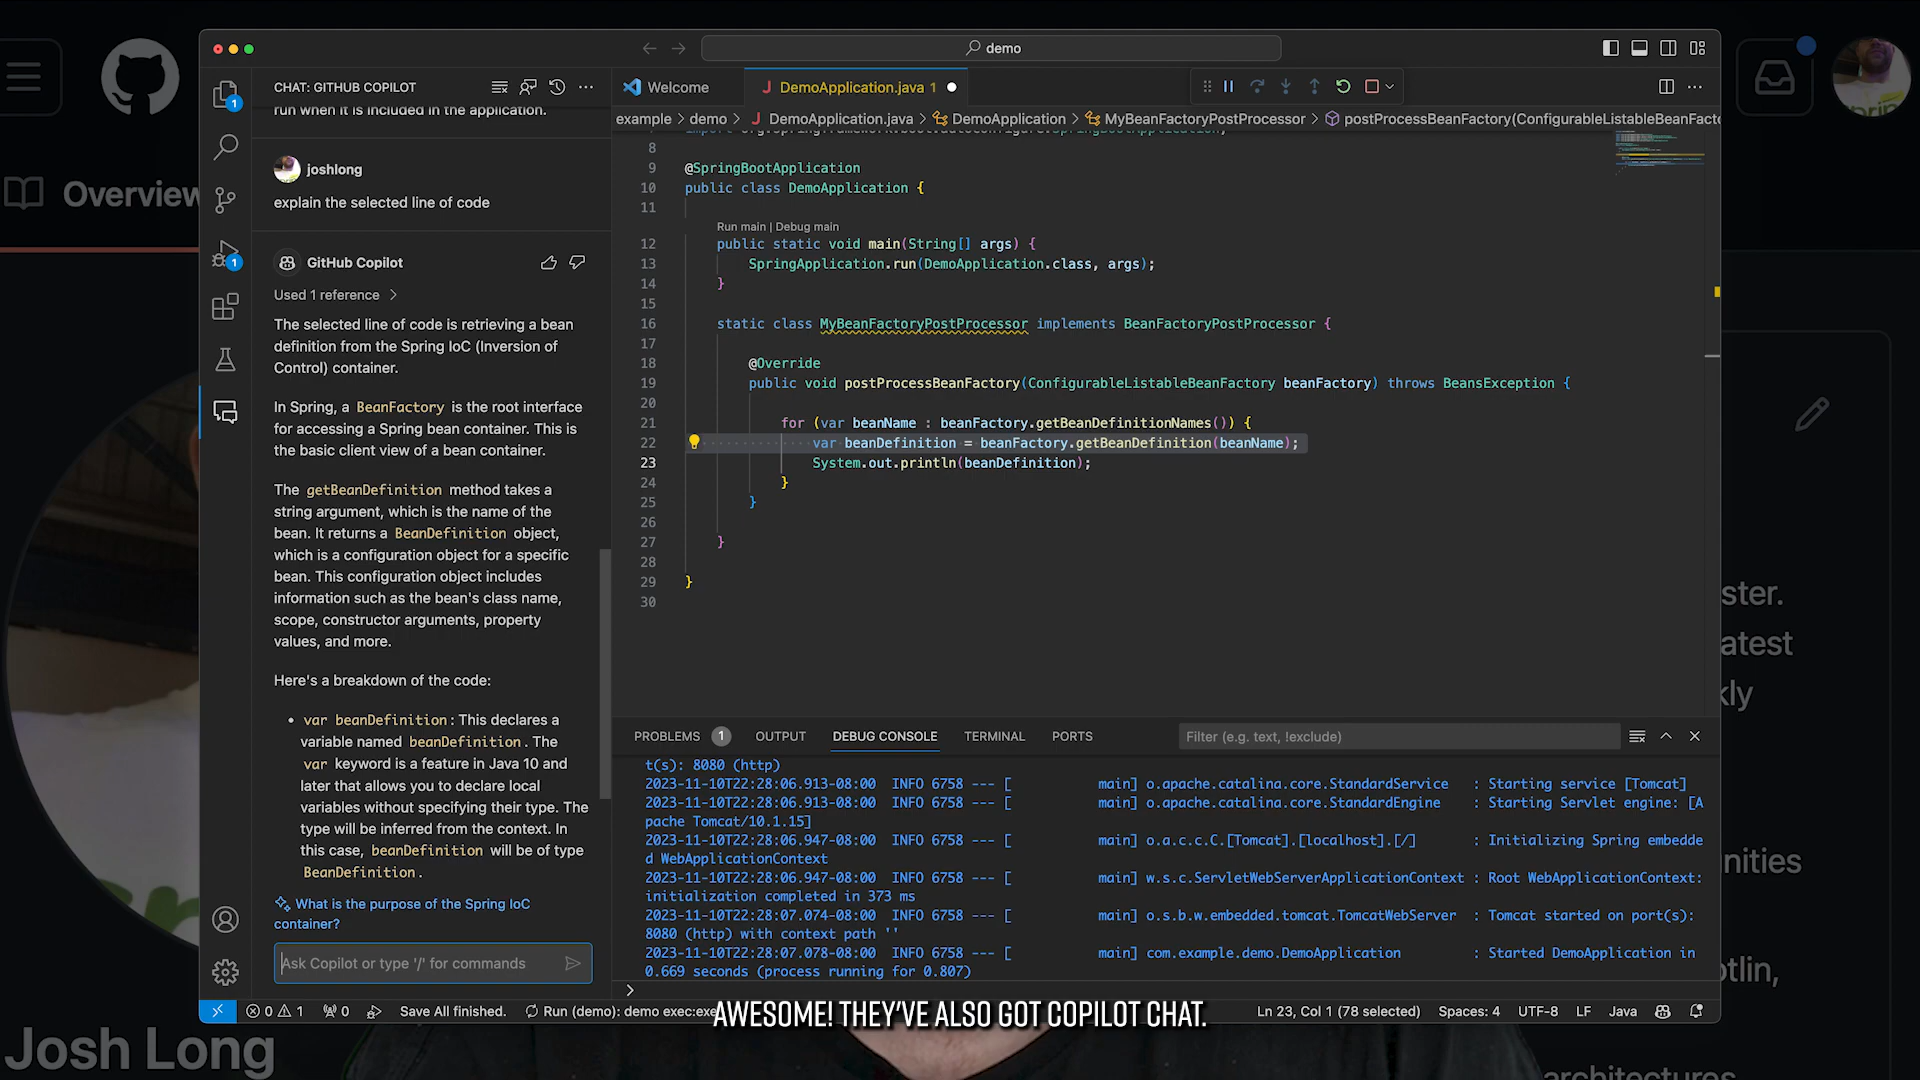 demo
CHAT: GITHUB COPILOT
run when it is included in the application.
joshlong
explain the selected line of code
GitHub Copilot
Used 1 reference
The selected line of code is retrieving a bean
definition from the Spring IoC (Inversion of
Control) container.
In Spring, a BeanFactory is the root interface
for accessing a Spring bean container. This is
the basic client view of a bean container.
The getBeanDefinition method takes a
string argument, which is the name of the
bean. It returns a BeanDefinition object,
which is a configuration object for a specific
bean. This configuration object includes
information such as the bean's class name,
scope, constructor arguments, property
values, and more.
Here's a breakdown of the code:
• var beanDefinition: This declares a
variable named beanDefinition. The
var keyword is a feature in Java 10 and
later that allows you to declare local
variables without specifying their type. The
type will be inferred from the context. In
this case, beanDefinition will be of type
BeanDefinition.
What is the purpose of the Spring IoC
container?
Ask Copilot or type '/' for commands
1
1
Welcome
J DemoApplication.java 1
example > demo > J DemoApplication.java > DemoApplication > MyBeanFactoryPostProcessor > postProcessBeanFactory(ConfigurableListableBeanFacto
8
9 @SpringBootApplication
10 public class DemoApplication {
11
Run main | Debug main
12 public static void main(String[] args) {
13 SpringApplication.run(DemoApplication.class, args);
14 }
15
16 static class MyBeanFactoryPostProcessor implements BeanFactoryPostProcessor {
17
18 @Override
19 public void postProcessBeanFactory(ConfigurableListableBeanFactory beanFactory) throws BeansException {
20
21 for (var beanName : beanFactory.getBeanDefinitionNames()) {
22 var beanDefinition = beanFactory.getBeanDefinition(beanName);
23 System.out.println(beanDefinition);
24 }
25 }
26
27 }
28
29 }
30
PROBLEMS 1 OUTPUT DEBUG CONSOLE TERMINAL PORTS Filter (e.g. text, !exclude)
t(s): 8080 (http)
2023-11-10T22:28:06.913-08:00 INFO 6758 --- [ main] o.apache.catalina.core.StandardService : Starting service [Tomcat]
2023-11-10T22:28:06.913-08:00 INFO 6758 --- [ main] o.apache.catalina.core.StandardEngine : Starting Servlet engine: [A
pache Tomcat/10.1.15]
2023-11-10T22:28:06.947-08:00 INFO 6758 --- [ main] o.a.c.c.C.[Tomcat].[localhost].[/] : Initializing Spring embedde
d WebApplicationContext
2023-11-10T22:28:06.947-08:00 INFO 6758 --- [ main] w.s.c.ServletWebServerApplicationContext : Root WebApplicationContext:
initialization completed in 373 ms
2023-11-10T22:28:07.074-08:00 INFO 6758 --- [ main] o.s.b.w.embedded.tomcat.TomcatWebServer : Tomcat started on port(s):
8080 (http) with context path ''
2023-11-10T22:28:07.078-08:00 INFO 6758 --- [ main] com.example.demo.DemoApplication : Started DemoApplication in
0.669 seconds (process running for 0.807)
>
0 1 0 Save All finished. Run (demo): demo exec:exe
Ln 23, Col 1 (78 selected) Spaces: 4 UTF-8 LF Java
AWESOME! THEY'VE ALSO GOT COPILOT CHAT.
Overview
Josh Long
ster.
atest
kly
nities
otlin,
architectures